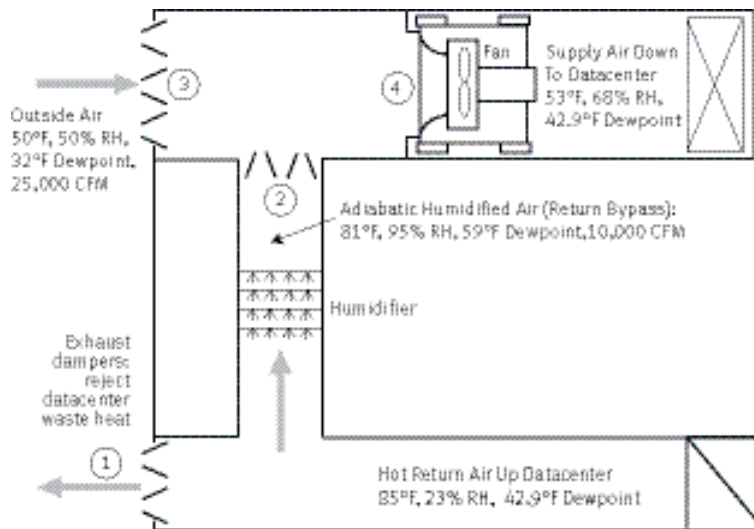 3
Outside Air
50°F, 50% RH,
32°F Dewpoint,
25,000 CFM
4
Fan
Supply Air Down
To Datacenter
53°F, 68% RH,
42.9°F Dewpoint
2
Adiabatic Humidified Air (Return Bypass):
81°F, 95% RH, 59°F Dewpoint,10,000 CFM
Humidifier
Exhaust
dampers:
reject
datacenter
waste heat
1
Hot Return Air Up Datacenter
85°F, 23% RH, 42.9°F Dewpoint